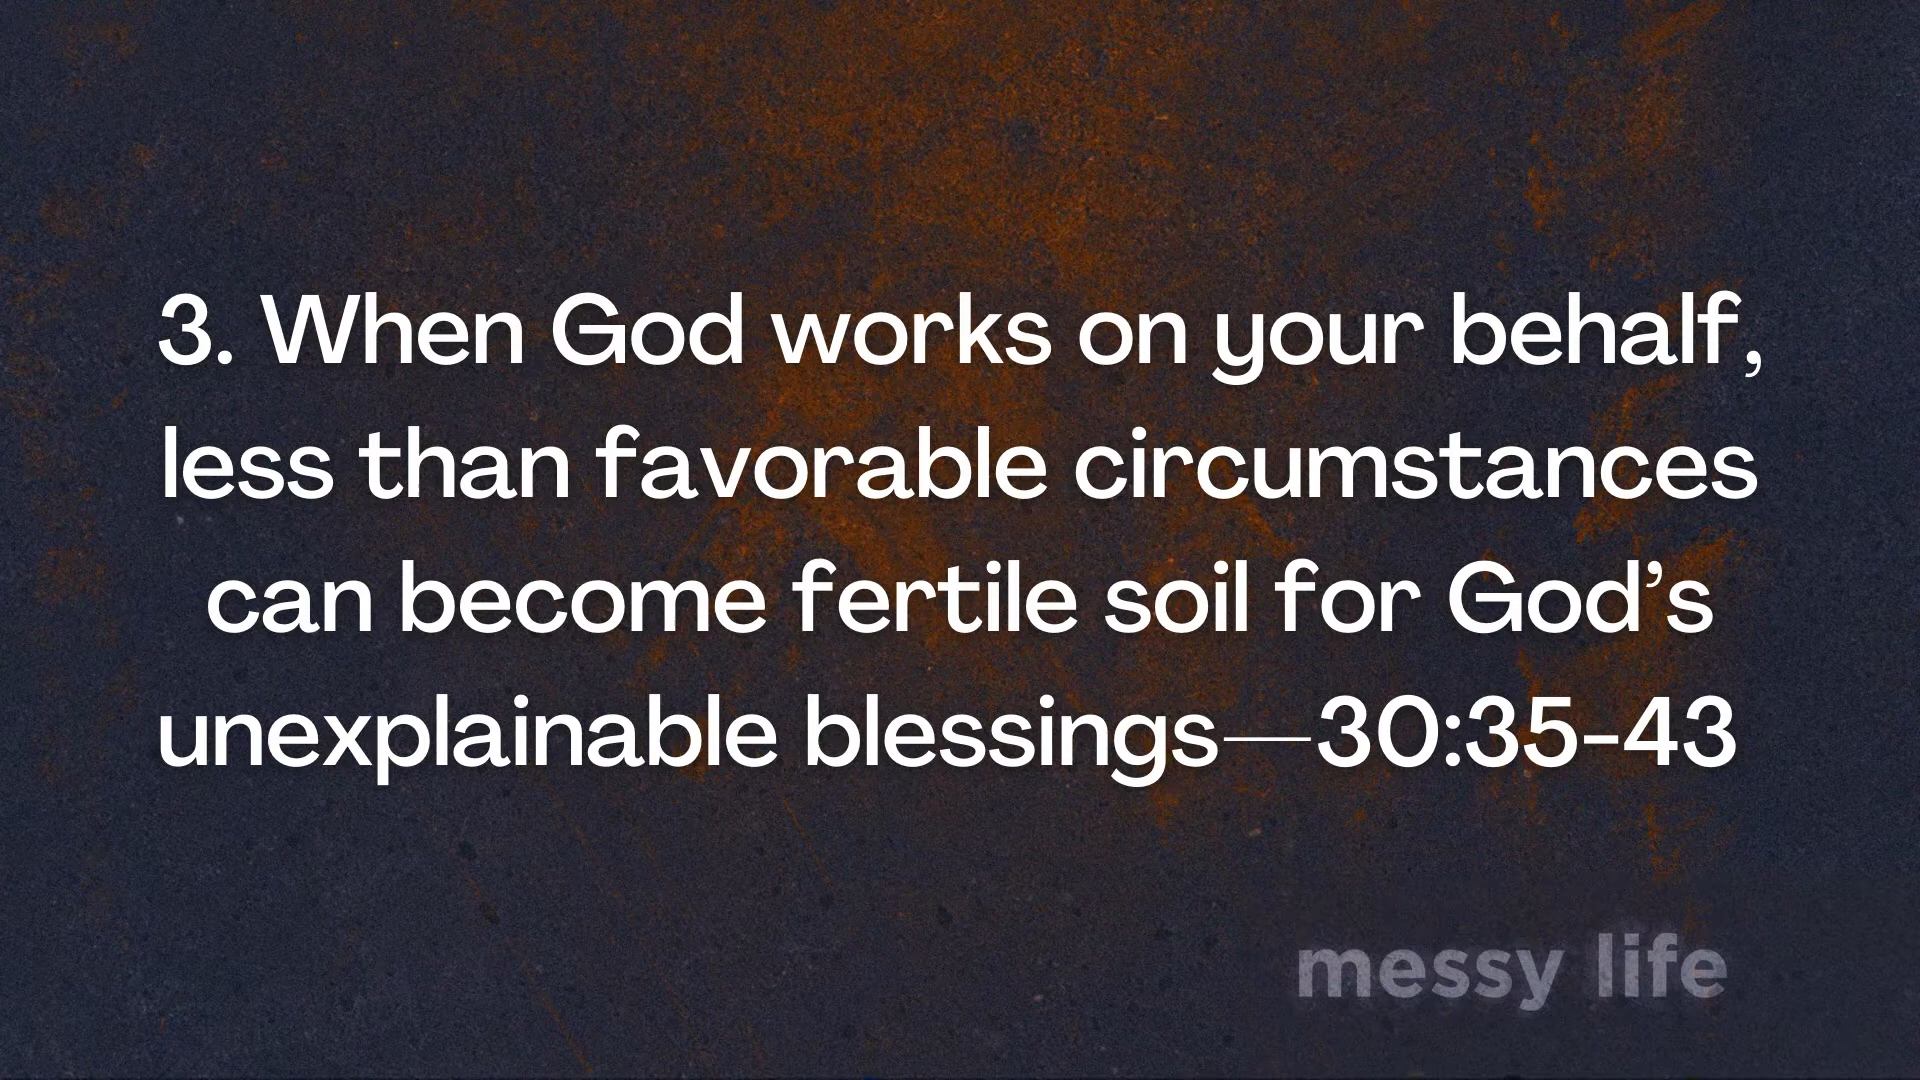 3. When God works on your behalf,
less than favorable circumstances
can become fertile soil for God’s
unexplainable blessings—30:35-43
messy life